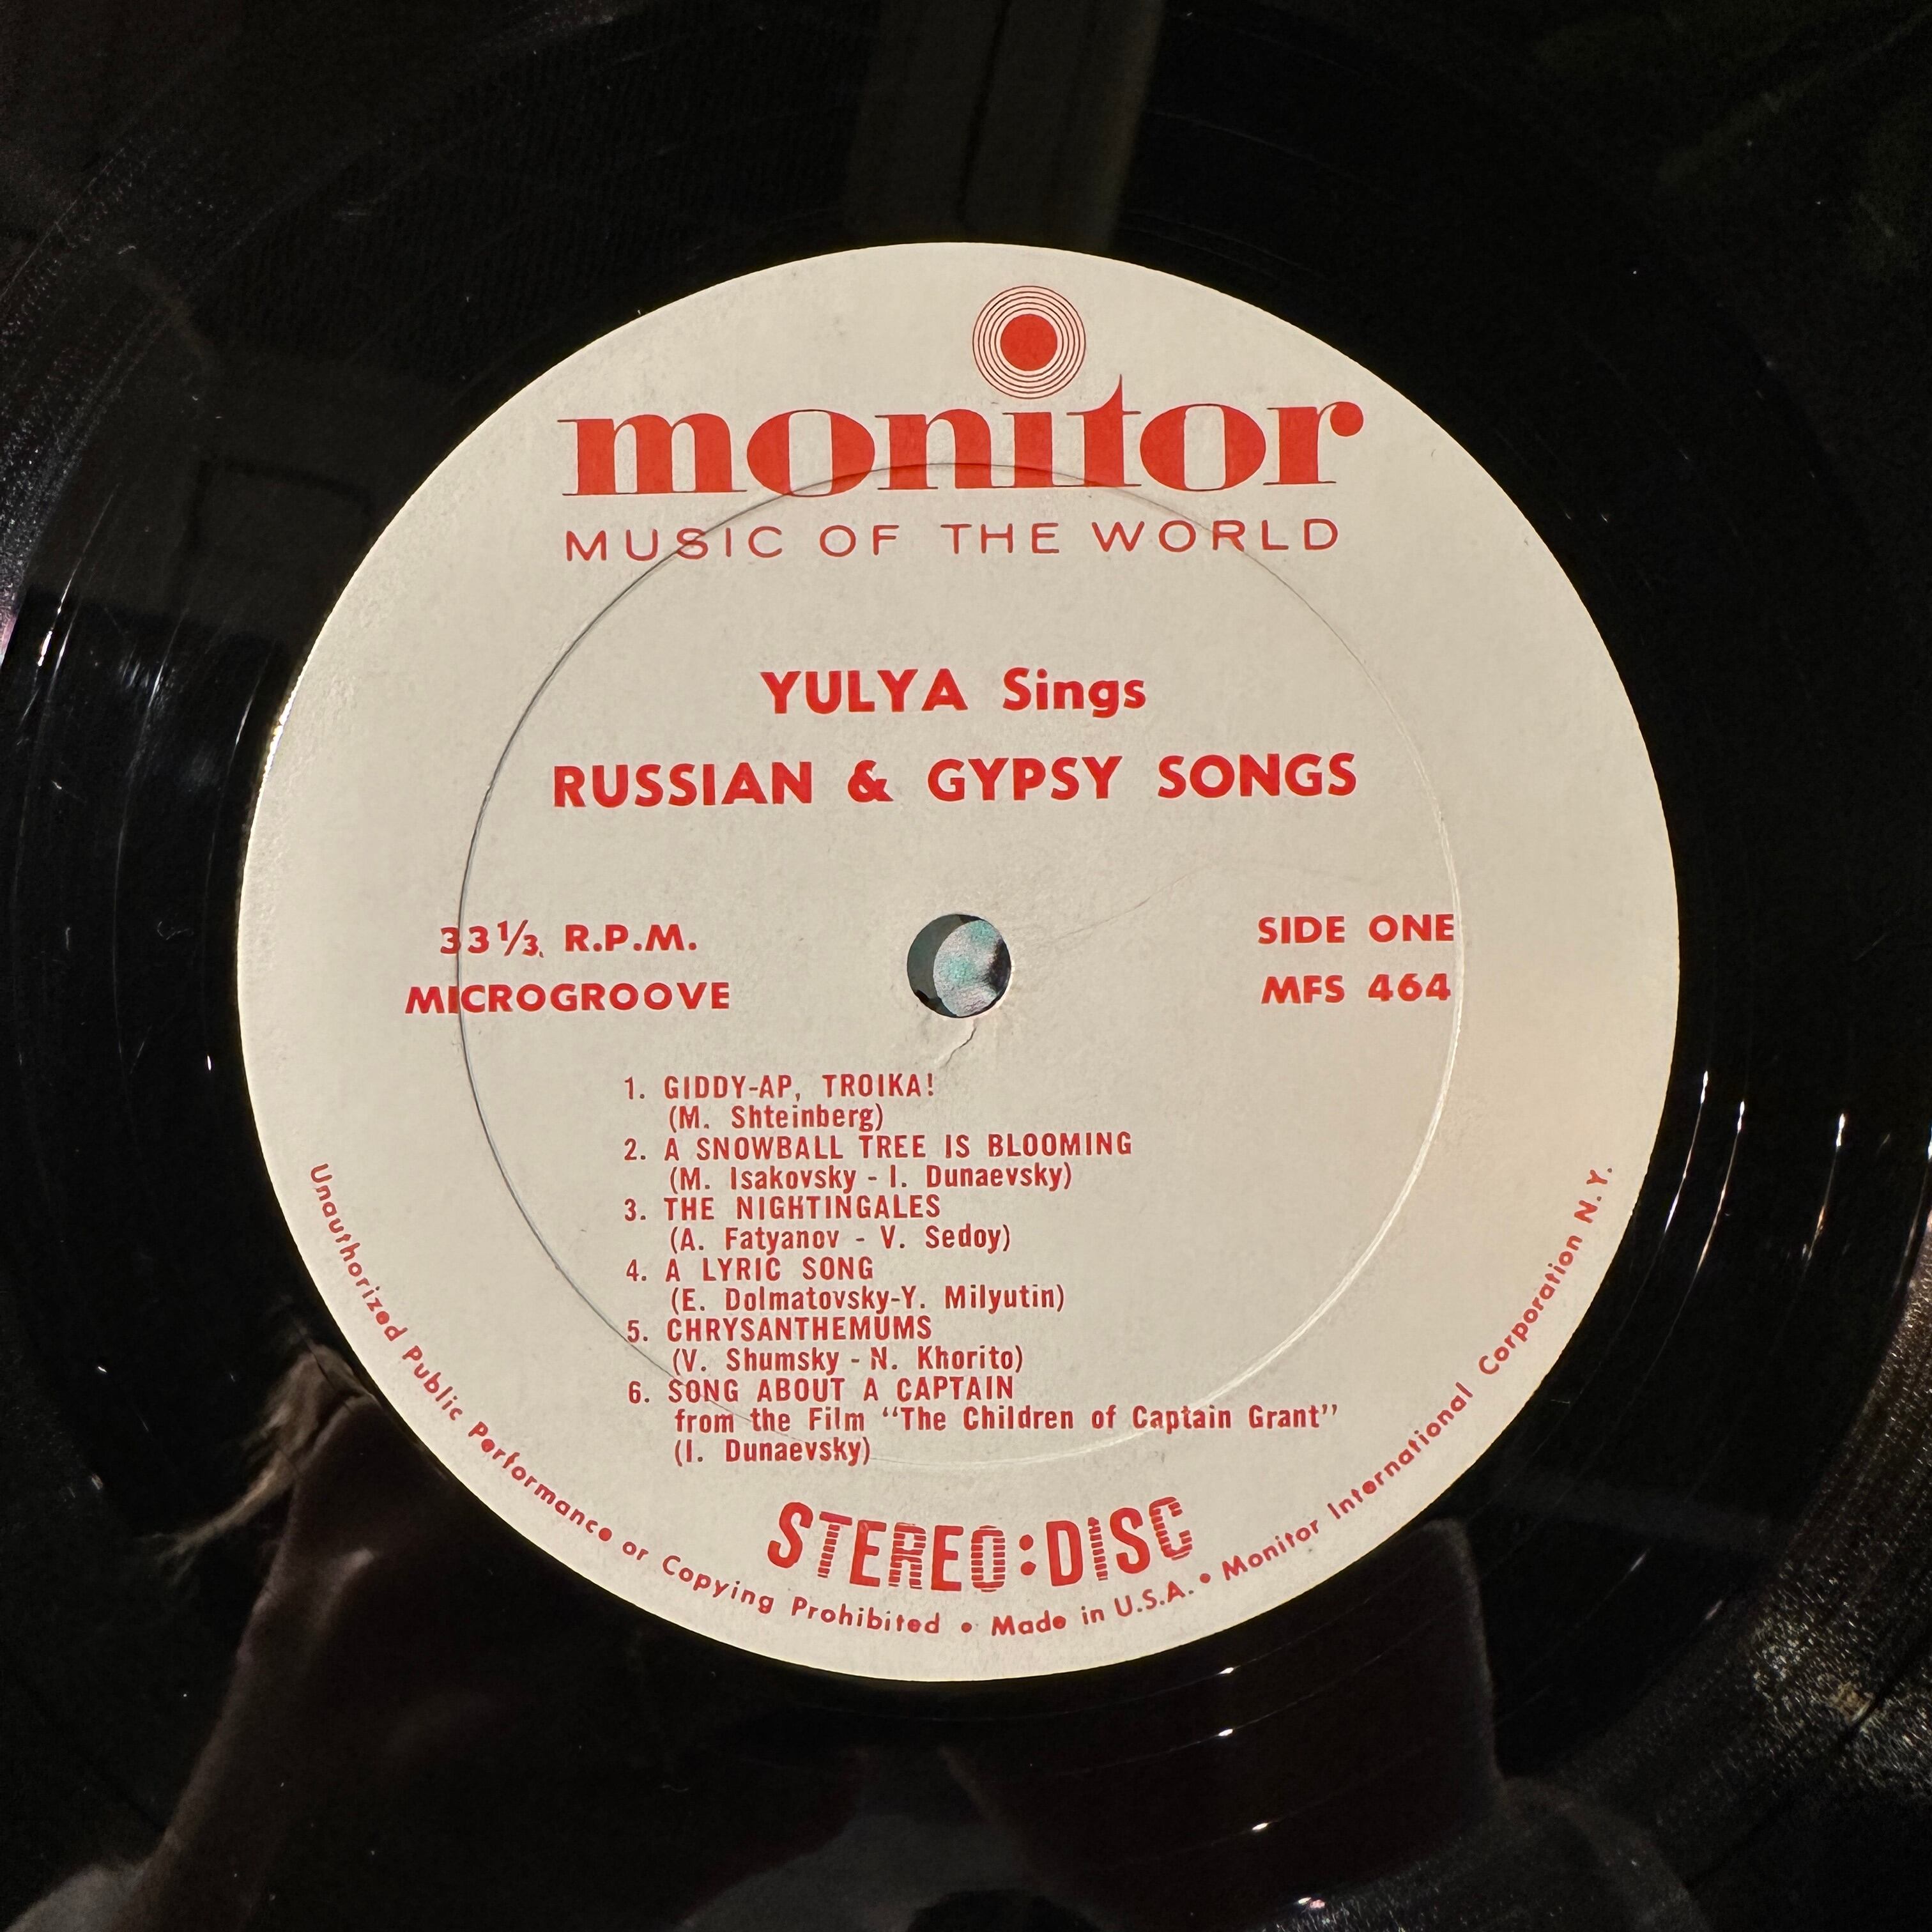 monitor
MUSIC OF THE WORLD
YULYA Sings
RUSSIAN & GYPSY SONGS
33⅓ R.P.M.
MICROGROOVE
SIDE ONE
MFS 464
1. GIDDY-AP, TROIKA!
(M. Shteinberg)
2. A SNOWBALL TREE IS BLOOMING
(M. Isakovsky - I. Dunaevsky)
3. THE NIGHTINGALES
(A. Fatyanov - V. Sedoy)
4. A LYRIC SONG
(E. Dolmatovsky-Y. Milyutin)
5. CHRYSANTHEMUMS
(V. Shumsky - N. Khorito)
6. SONG ABOUT A CAPTAIN
from the Film "The Children of Captain Grant"
(I. Dunaevsky)
STEREO:DISC
Unauthorized Public Performance or Copying Prohibited • Made in U.S.A. • Monitor International Corporation N.Y.